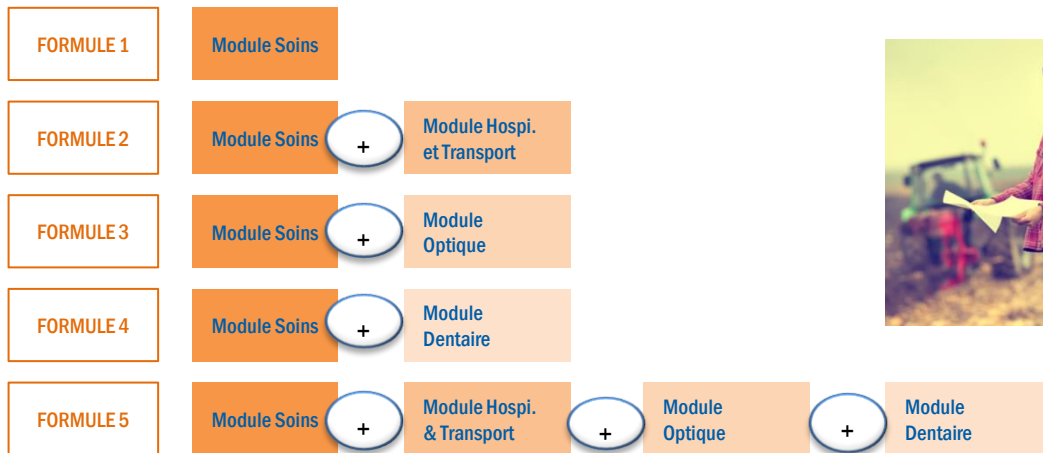 FORMULE 1
Module Soins
FORMULE 2
Module Soins
+
Module Hospi.
et Transport
FORMULE 3
Module Soins
+
Module
Optique
FORMULE 4
Module Soins
+
Module
Dentaire
FORMULE 5
Module Soins
+
Module Hospi.
& Transport
+
Module
Optique
+
Module
Dentaire